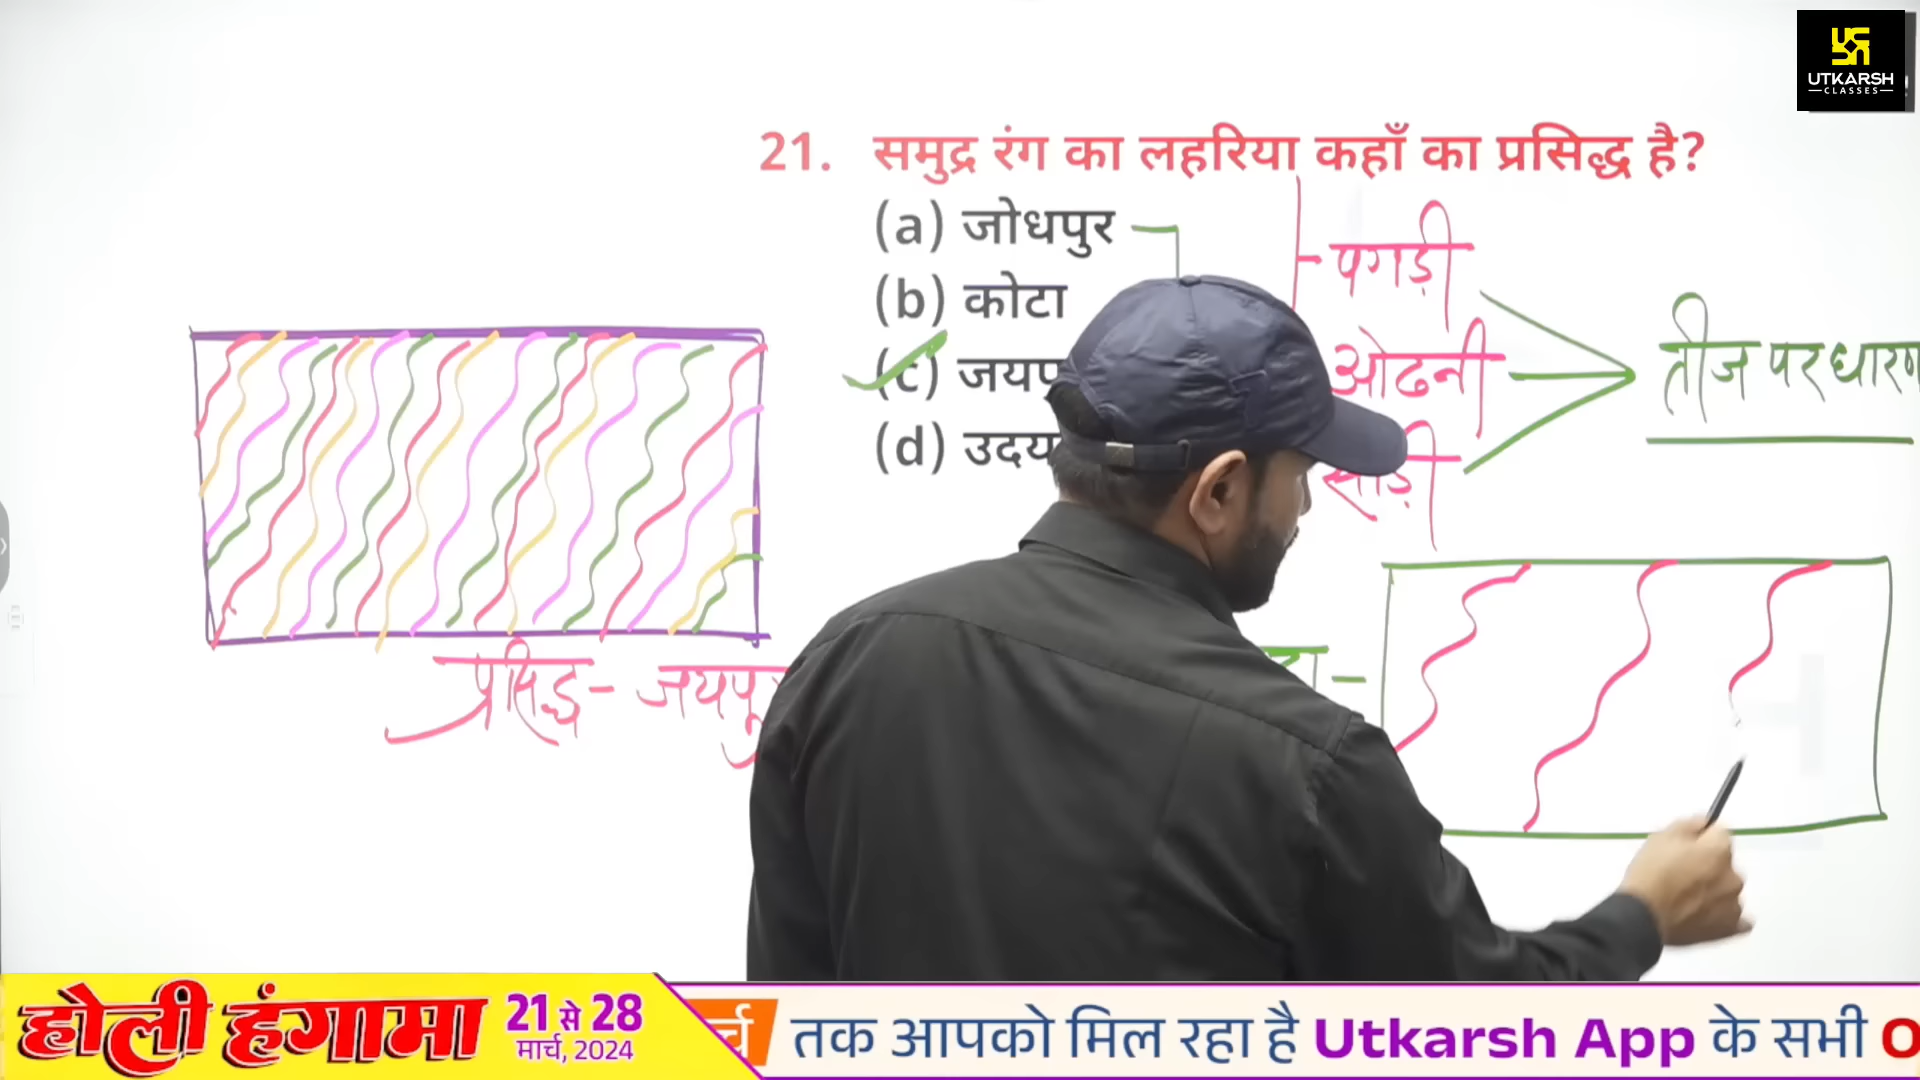 UTKARSH
CLASSES
21. समुद्र रंग का लहरिया कहाँ का प्रसिद्ध है?
(a) जोधपुर
(b) कोटा
(c) जयप
(d) उदय
पगड़ी
ओढनी
साड़ी
तीज पर धारण
प्रसिद्ध - जयपु
होली हंगामा 21 से 28 मार्च, 2024
र्च तक आपको मिल रहा है Utkarsh App के सभी O